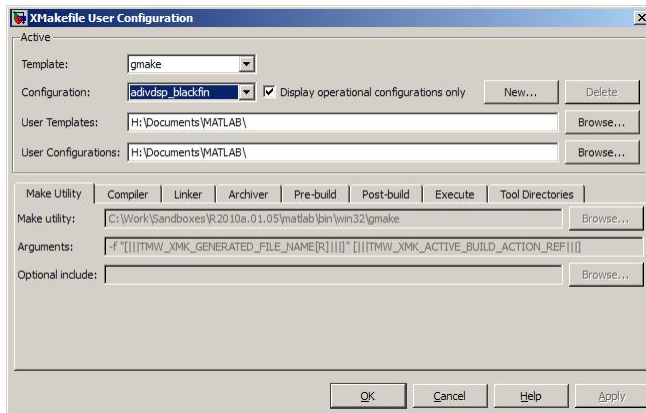 XMakefile User Configuration
Active
Template: gmake
Configuration: adivdsp_blackfin Display operational configurations only New... Delete
User Templates: H:\Documents\MATLAB\ Browse...
User Configurations: H:\Documents\MATLAB\ Browse...
Make Utility Compiler Linker Archiver Pre-build Post-build Execute Tool Directories
Make utility: C:\Work\Sandboxes\R2010a.01.05\matlab\bin\win32\gmake Browse...
Arguments: -f "[|||TMW_XMK_GENERATED_FILE_NAME[R]|||]" [|||TMW_XMK_ACTIVE_BUILD_ACTION_REF|||]
Optional include: Browse...
OK Cancel Help Apply